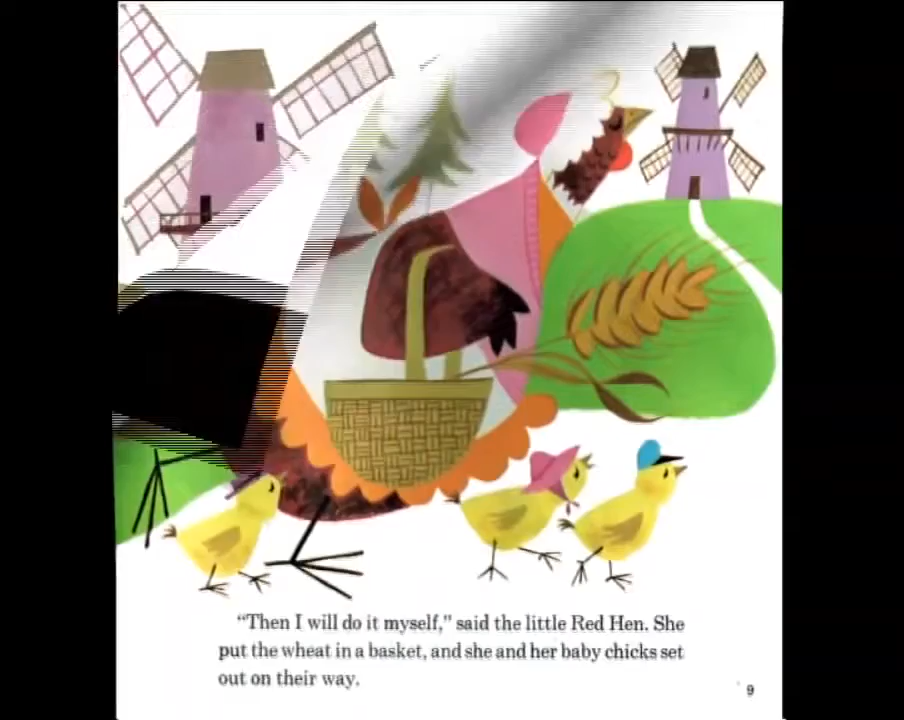 “Then I will do it myself,” said the little Red Hen. She
put the wheat in a basket, and she and her baby chicks set
out on their way.
9